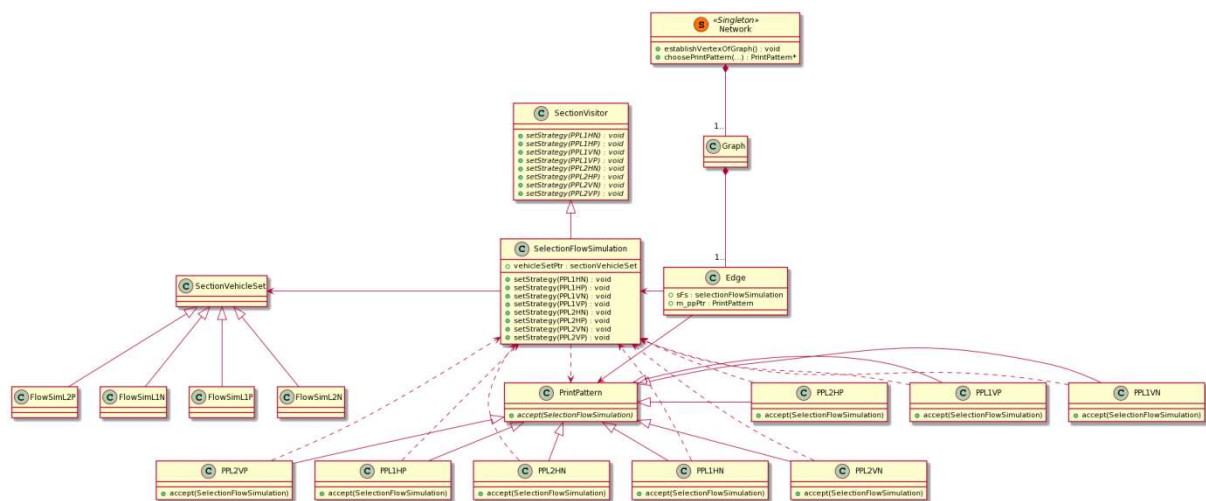 S «Singleton»
Network
establishVertexOfGraph() : void
choosePrintPattern(...) : PrintPattern*
C SectionVisitor
setStrategy(PPL1HN) : void
setStrategy(PPL1HP) : void
setStrategy(PPL1VN) : void
setStrategy(PPL1VP) : void
setStrategy(PPL2HN) : void
setStrategy(PPL2HP) : void
setStrategy(PPL2VN) : void
setStrategy(PPL2VP) : void
1..
C Graph
1..
C SelectionFlowSimulation
vehicleSetPtr : sectionVehicleSet
setStrategy(PPL1HN) : void
setStrategy(PPL1HP) : void
setStrategy(PPL1VN) : void
setStrategy(PPL1VP) : void
setStrategy(PPL2HN) : void
setStrategy(PPL2HP) : void
setStrategy(PPL2VN) : void
setStrategy(PPL2VP) : void
C SectionVehicleSet
C Edge
sFs : selectionFlowSimulation
m_ppPtr : PrintPattern
C FlowSimL2P
C FlowSimL1N
C FlowSimL1P
C FlowSimL2N
C PrintPattern
accept(SelectionFlowSimulation)
C PPL2HP
accept(SelectionFlowSimulation)
C PPL1VP
accept(SelectionFlowSimulation)
C PPL1VN
accept(SelectionFlowSimulation)
C PPL2VP
accept(SelectionFlowSimulation)
C PPL1HP
accept(SelectionFlowSimulation)
C PPL2HN
accept(SelectionFlowSimulation)
C PPL1HN
accept(SelectionFlowSimulation)
C PPL2VN
accept(SelectionFlowSimulation)